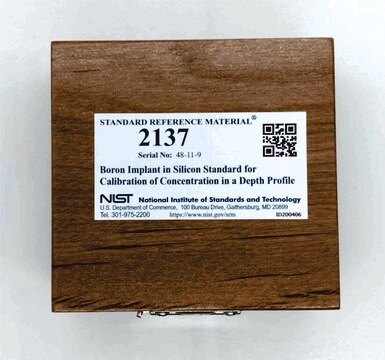 STANDARD REFERENCE MATERIAL®
2137
Serial No: 48-11-9
Boron Implant in Silicon Standard for
Calibration of Concentration in a Depth Profile
NIST National Institute of Standards and Technology
U.S. Department of Commerce, 100 Bureau Drive, Gaithersburg, MD 20899
Tel: 301-975-2200 https://www.nist.gov/srm ID200406